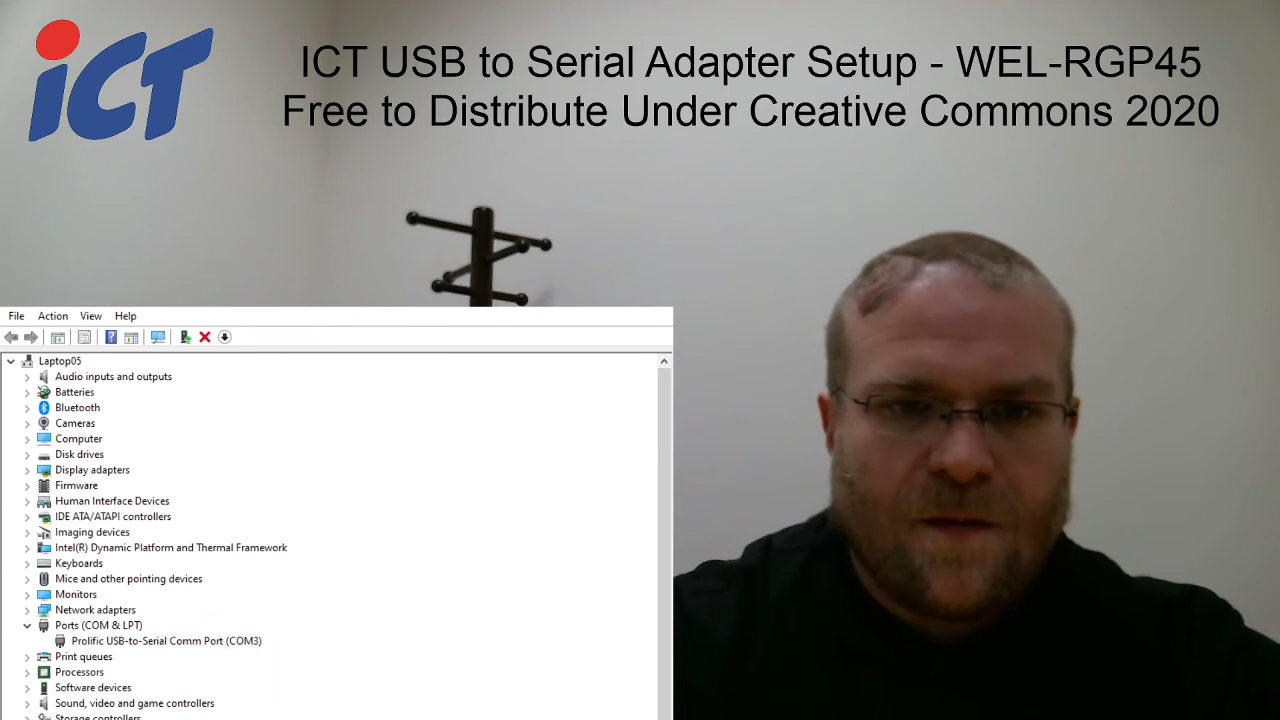 iCT
ICT USB to Serial Adapter Setup - WEL-RGP45
Free to Distribute Under Creative Commons 2020
File Action View Help
Laptop05
Audio inputs and outputs
Batteries
Bluetooth
Cameras
Computer
Disk drives
Display adapters
Firmware
Human Interface Devices
IDE ATA/ATAPI controllers
Imaging devices
Intel(R) Dynamic Platform and Thermal Framework
Keyboards
Mice and other pointing devices
Monitors
Network adapters
Ports (COM & LPT)
Prolific USB-to-Serial Comm Port (COM3)
Print queues
Processors
Software devices
Sound, video and game controllers
Storage controllers